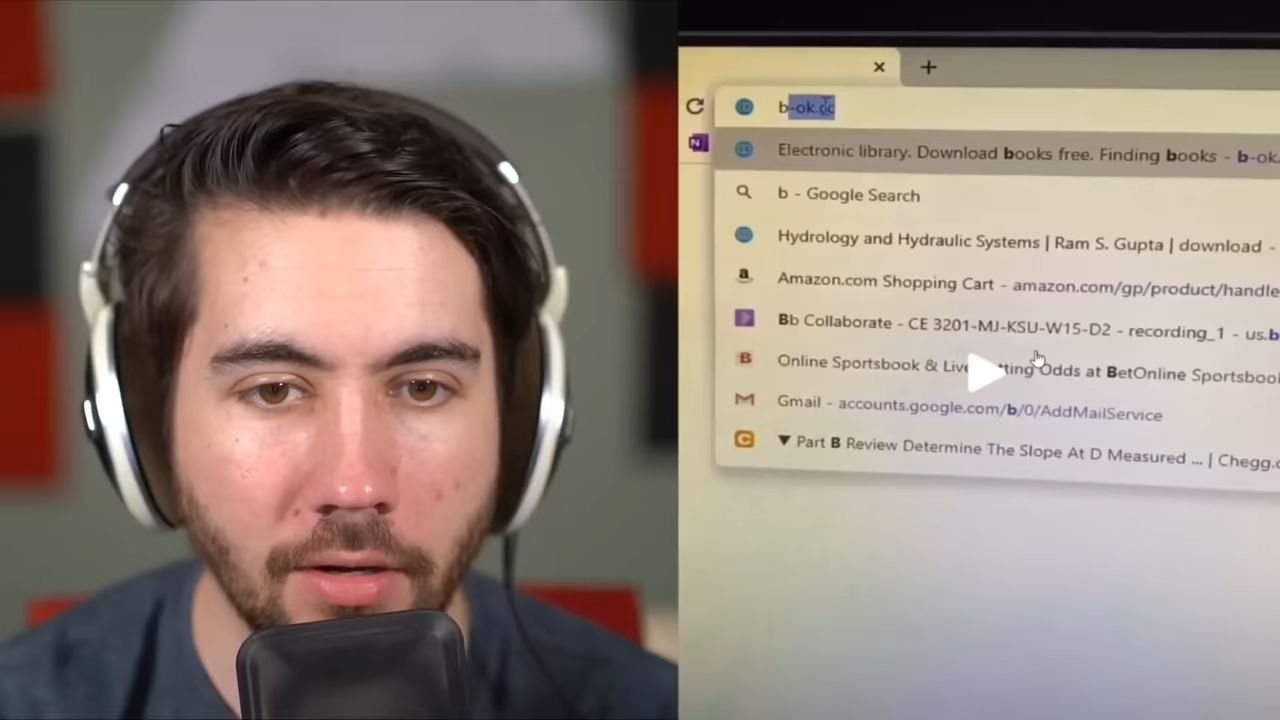 b-ok.cc
Electronic library. Download books free. Finding books - b-ok.
b - Google Search
Hydrology and Hydraulic Systems | Ram S. Gupta | download -
a
Amazon.com Shopping Cart - amazon.com/gp/product/handle
Bb Collaborate - CE 3201-MJ-KSU-W15-D2 - recording_1 - us.b
B
Online Sportsbook & Live tting Odds at BetOnline Sportsbook
Gmail - accounts.google.com/b/0/AddMailService
C
▼ Part B Review Determine The Slope At D Measured ... | Chegg.c
N